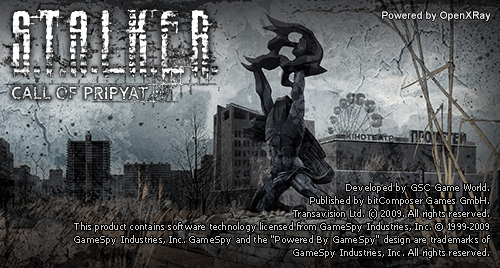 Powered by OpenXRay
S.T.A.L.K.E.R.
CALL OF PRIPYAT
КІНОТЕАТР ПРОМЕТЕЙ
Developed by GSC Game World.
Published by bitComposer Games GmbH.
Transavision Ltd. (c) 2009. All rights reserved.
This product contains software technology licensed from GameSpy Industries, Inc. © 1999-2009
GameSpy Industries, Inc. GameSpy and the "Powered By GameSpy" design are trademarks of
GameSpy Industries, Inc. All rights reserved.